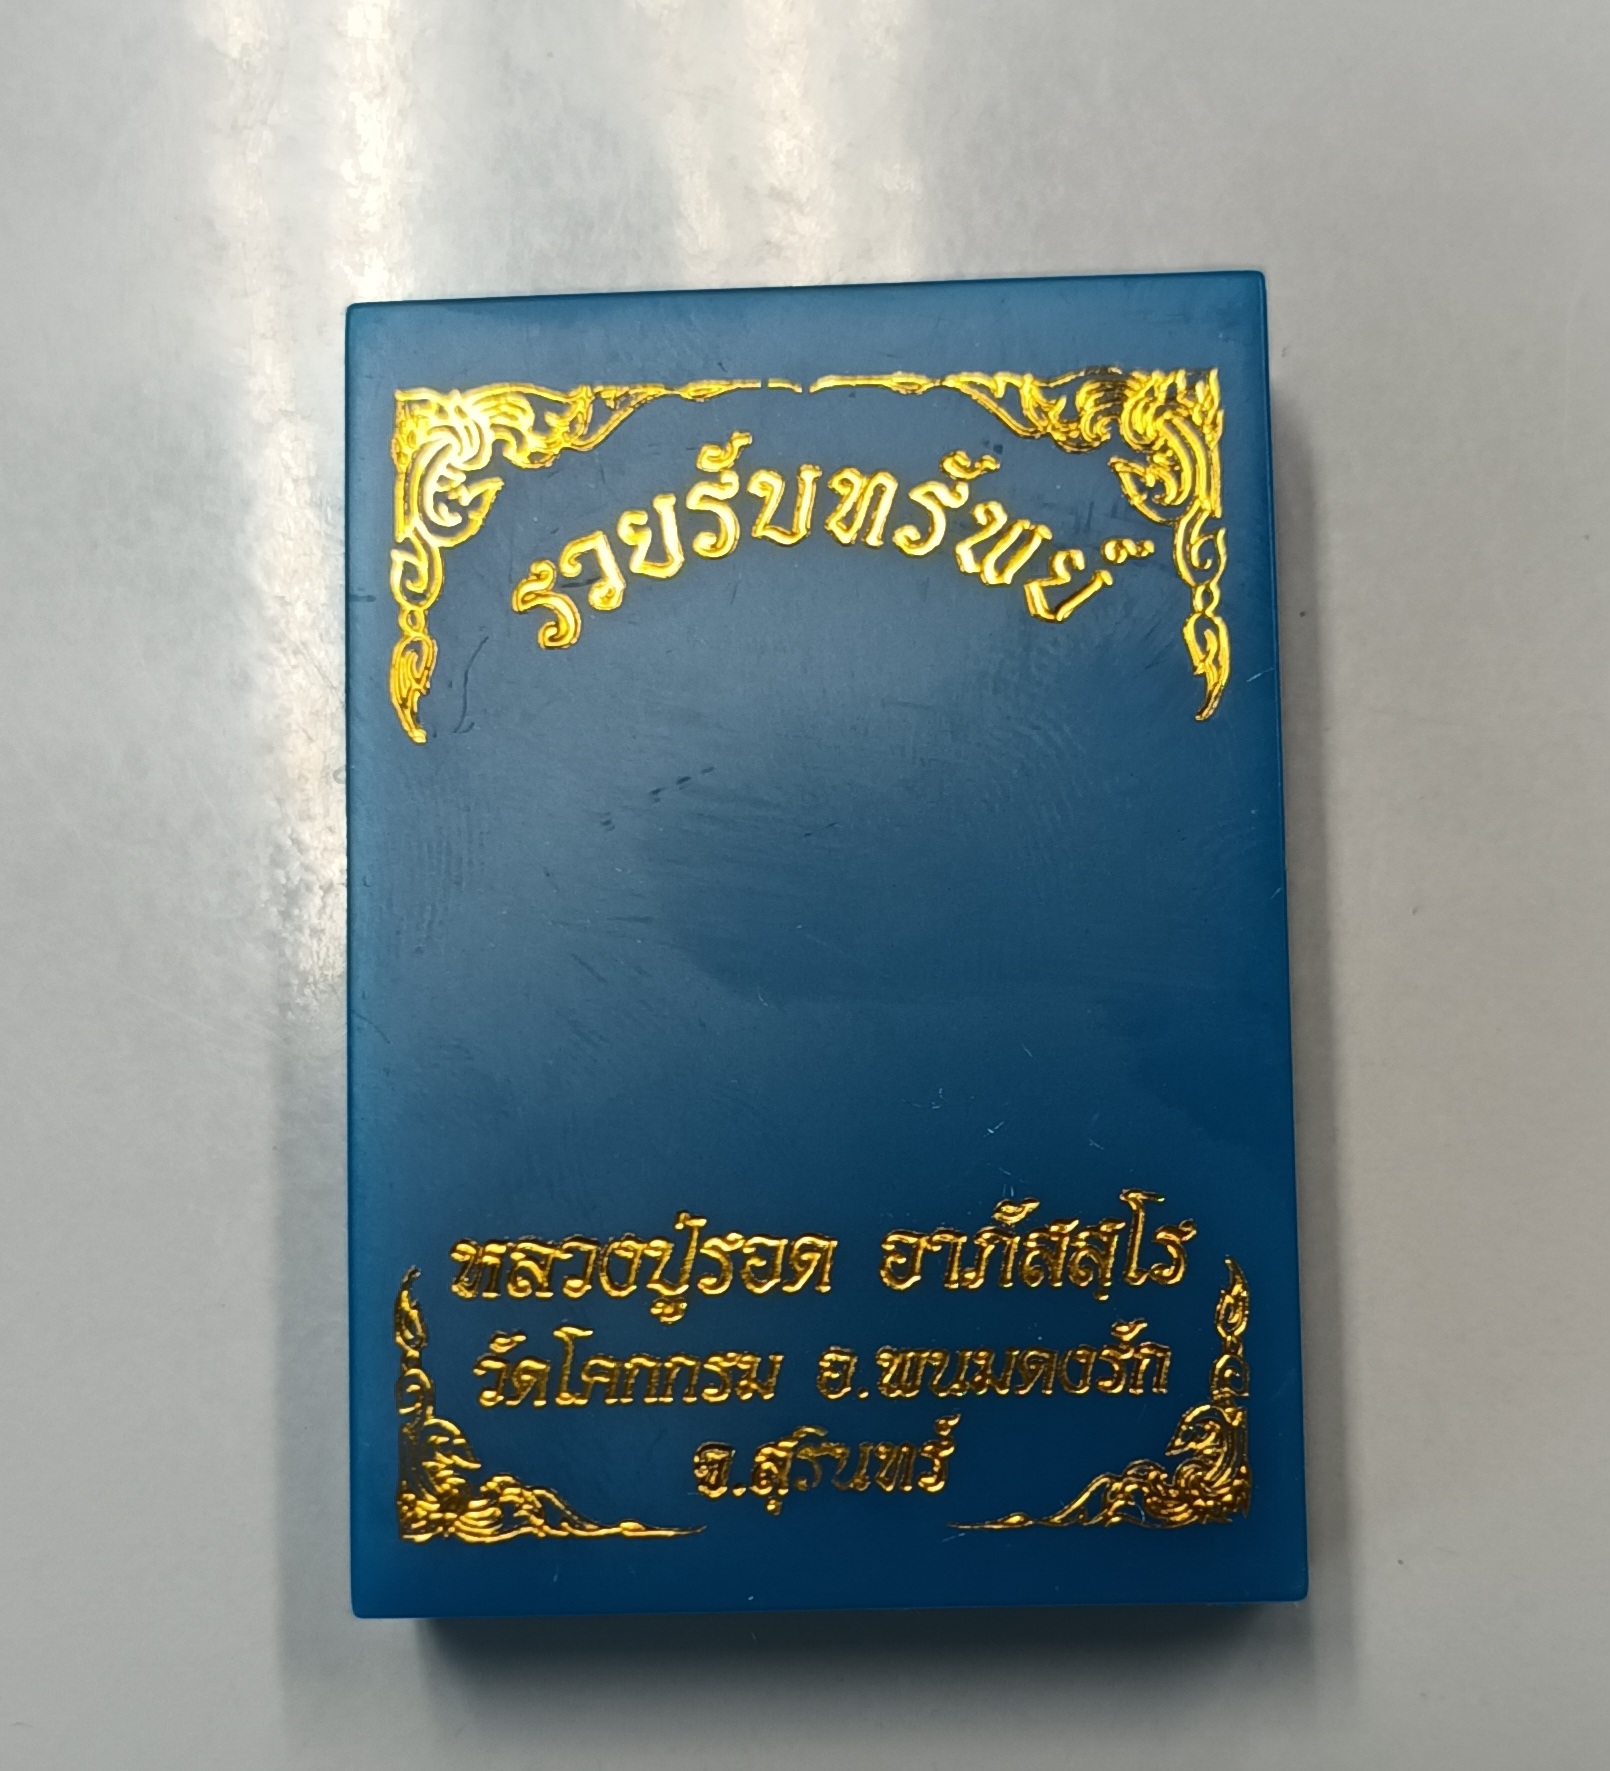 รวยรับทรัพย์
หลวงปู่รอด อาภัสสฺโร
วัดโคกกรม อ.พนมดงรัก
จ.สุรินทร์